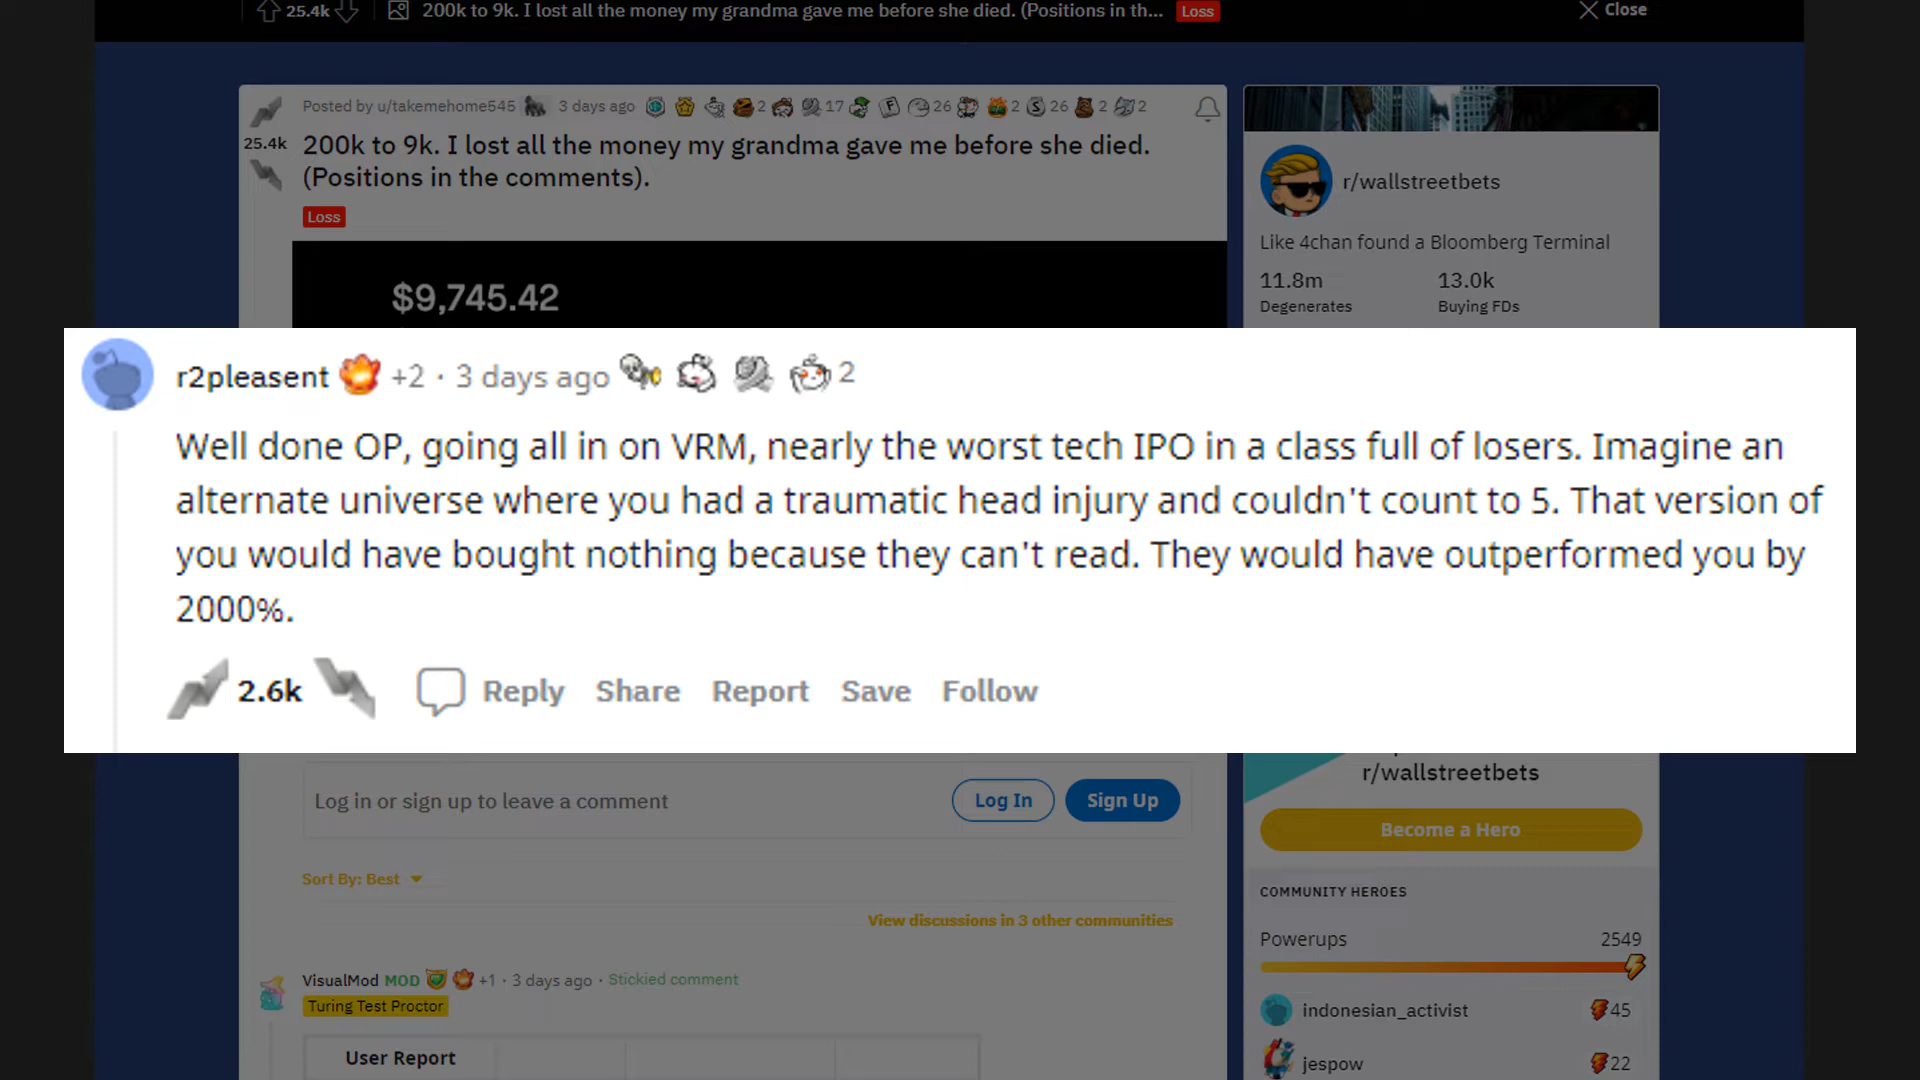 25.4k
200k to 9k. I lost all the money my grandma gave me before she died. (Positions in th...
Loss
Close
Posted by u/takemehome545 3 days ago 2 17 26 2 26 2 2
25.4k
200k to 9k. I lost all the money my grandma gave me before she died.
(Positions in the comments).
Loss
$9,745.42
r/wallstreetbets
Like 4chan found a Bloomberg Terminal
11.8m 13.0k
Degenerates Buying FDs
r2pleasent +2 · 3 days ago 2
Well done OP, going all in on VRM, nearly the worst tech IPO in a class full of losers. Imagine an
alternate universe where you had a traumatic head injury and couldn't count to 5. That version of
you would have bought nothing because they can't read. They would have outperformed you by
2000%.
2.6k Reply Share Report Save Follow
Log in or sign up to leave a comment
Log In Sign Up
Sort By: Best
View discussions in 3 other communities
VisualMod MOD +1 · 3 days ago · Stickied comment
Turing Test Proctor
User Report
r/wallstreetbets
Become a Hero
COMMUNITY HEROES
Powerups 2549
indonesian_activist 45
jespow 22